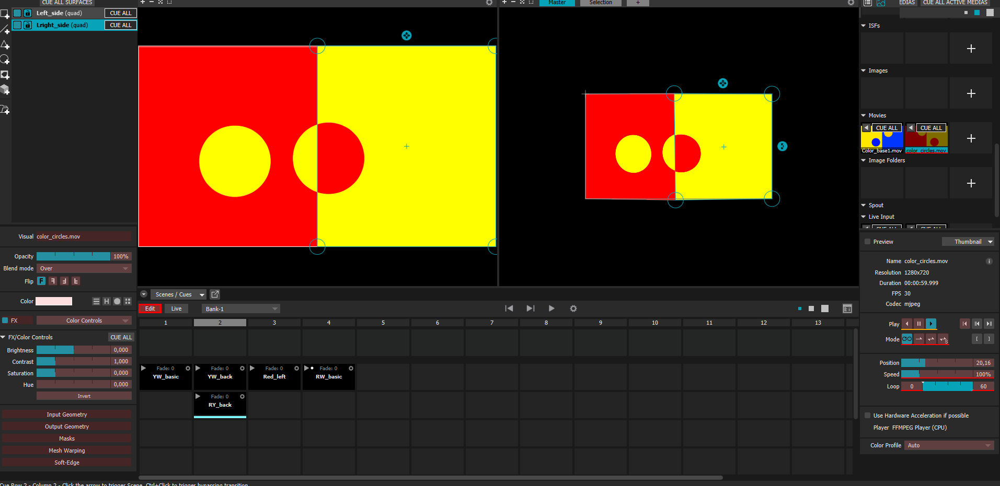 CUE ALL SURFACES
Left_side (quad)
CUE ALL
Lright_side (quad)
CUE ALL
Visual color_circles.mov
Opacity 100%
Blend mode Over
Flip
Color
FX Color Controls
FX/Color Controls CUE ALL
Brightness 0,000
Contrast 1,000
Saturation 0,000
Hue 0,000
Invert
Input Geometry
Output Geometry
Masks
Mesh Warping
Soft-Edge
Master Selection +
Scenes / Cues
Edit Live Bank-1
1 2 3 4 5 6 7 8 9 10 11 12 13
Fade: 0 Fade: 0 Fade: 0 Fade: 0
YW_basic YW_back Red_left RW_basic
Fade: 0
RY_back
EDIAS CUE ALL ACTIVE MEDIAS
ISFs
Images
Movies
CUE ALL CUE ALL
Color_base1.mov color_circles.mov
Image Folders
Spout
Live Input
CUE ALL CUE ALL
Preview Thumbnail
Name color_circles.mov
Resolution 1280x720
Duration 00:00:59.999
FPS 30
Codec mjpeg
Play
Mode
Position 20,16
Speed 100%
Loop 0 60
Use Hardware Acceleration if possible
Player FFMPEG Player (CPU)
Color Profile Auto
Cue Row 2 - Column 2 - Click the arrow to trigger Scene, Ctrl+Click to trigger bypassing transition